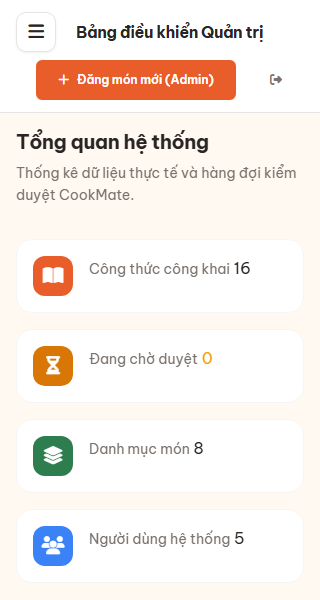 Bảng điều khiển Quản trị
+ Đăng món mới (Admin)
Tổng quan hệ thống
Thống kê dữ liệu thực tế và hàng đợi kiểm
duyệt CookMate.
Công thức công khai 16
Đang chờ duyệt 0
Danh mục món 8
Người dùng hệ thống 5